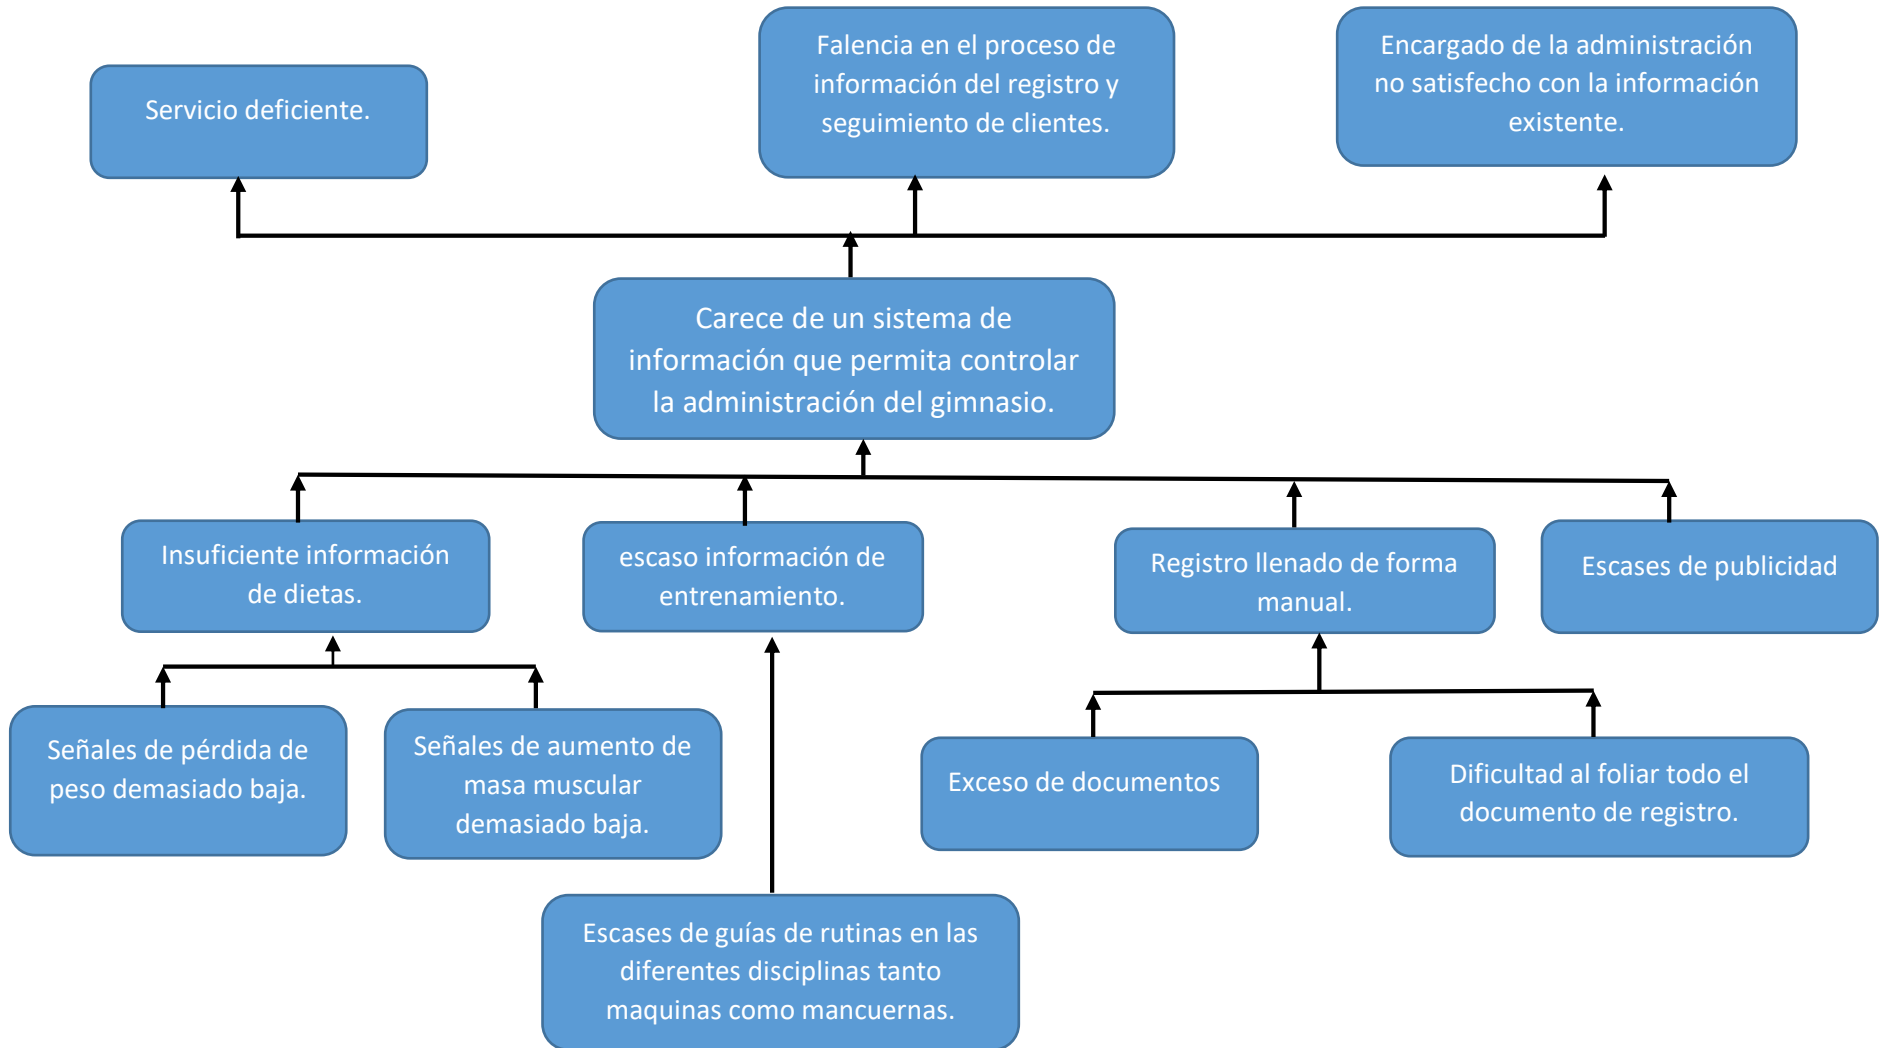 Servicio deficiente.
Falencia en el proceso de
información del registro y
seguimiento de clientes.
Encargado de la administración
no satisfecho con la información
existente.
Carece de un sistema de
información que permita controlar
la administración del gimnasio.
Insuficiente información
de dietas.
escaso información de
entrenamiento.
Registro llenado de forma
manual.
Escases de publicidad
Señales de pérdida de
peso demasiado baja.
Señales de aumento de
masa muscular
demasiado baja.
Exceso de documentos
Dificultad al foliar todo el
documento de registro.
Escases de guías de rutinas en las
diferentes disciplinas tanto
maquinas como mancuernas.